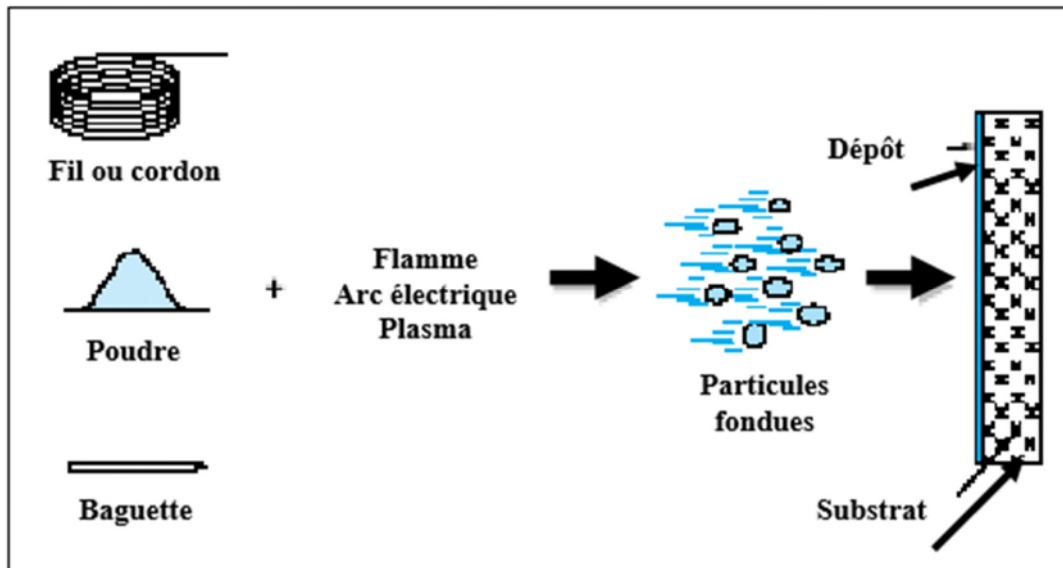 Fil ou cordon
Poudre
Baguette
+
Flamme
Arc électrique
Plasma
Particules
fondues
Dépôt
Substrat